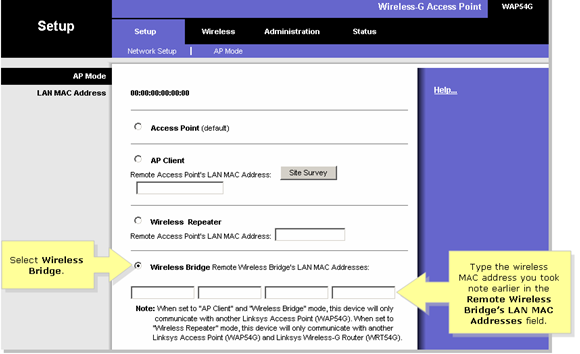 Wireless-G Access Point WAP54G
Setup
Setup Wireless Administration Status
Network Setup | AP Mode
AP Mode
LAN MAC Address
00:00:00:00:00:00
Help...
Access Point (default)
AP Client
Remote Access Point's LAN MAC Address:
Site Survey
Wireless Repeater
Remote Access Point's LAN MAC Address:
Select Wireless
Bridge.
Wireless Bridge Remote Wireless Bridge's LAN MAC Addresses:
Type the wireless
MAC address you took
note earlier in the
Remote Wireless
Bridge's LAN MAC
Addresses field.
Note: When set to "AP Client" and "Wireless Bridge" mode, this device will only
communicate with another Linksys Access Point (WAP54G). When set to
"Wireless Repeater" mode, this device will only communicate with another
Linksys Access Point (WAP54G) and Linksys Wireless-G Router (WRT54G).